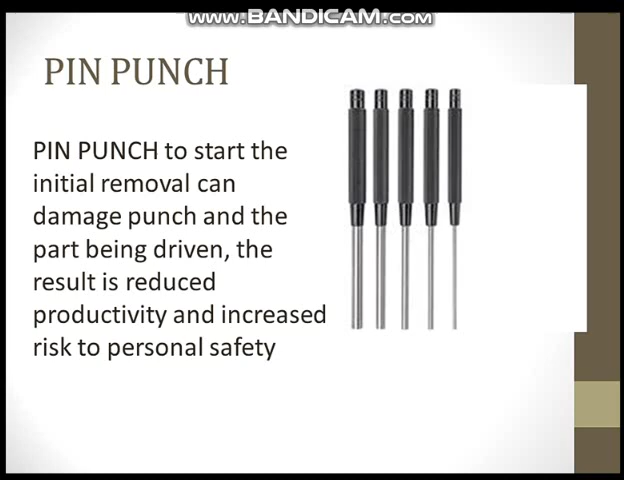 www.BANDICAM.com
PIN PUNCH
PIN PUNCH to start the
initial removal can
damage punch and the
part being driven, the
result is reduced
productivity and increased
risk to personal safety